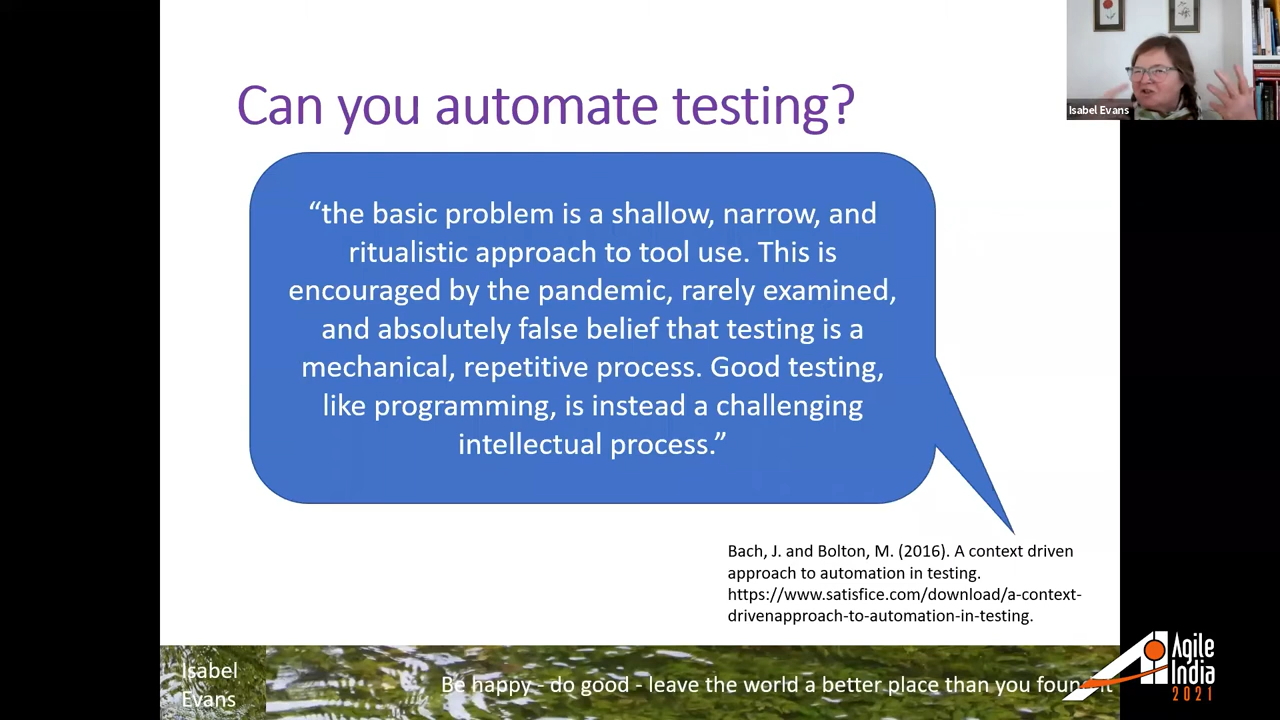 Can you automate testing?
“the basic problem is a shallow, narrow, and
ritualistic approach to tool use. This is
encouraged by the pandemic, rarely examined,
and absolutely false belief that testing is a
mechanical, repetitive process. Good testing,
like programming, is instead a challenging
intellectual process.”
Bach, J. and Bolton, M. (2016). A context driven
approach to automation in testing.
https://www.satisfice.com/download/a-context-
drivenapproach-to-automation-in-testing.
Isabel
Evans
Be happy - do good - leave the world a better place than you found it
Isabel Evans
Agile
India
2021